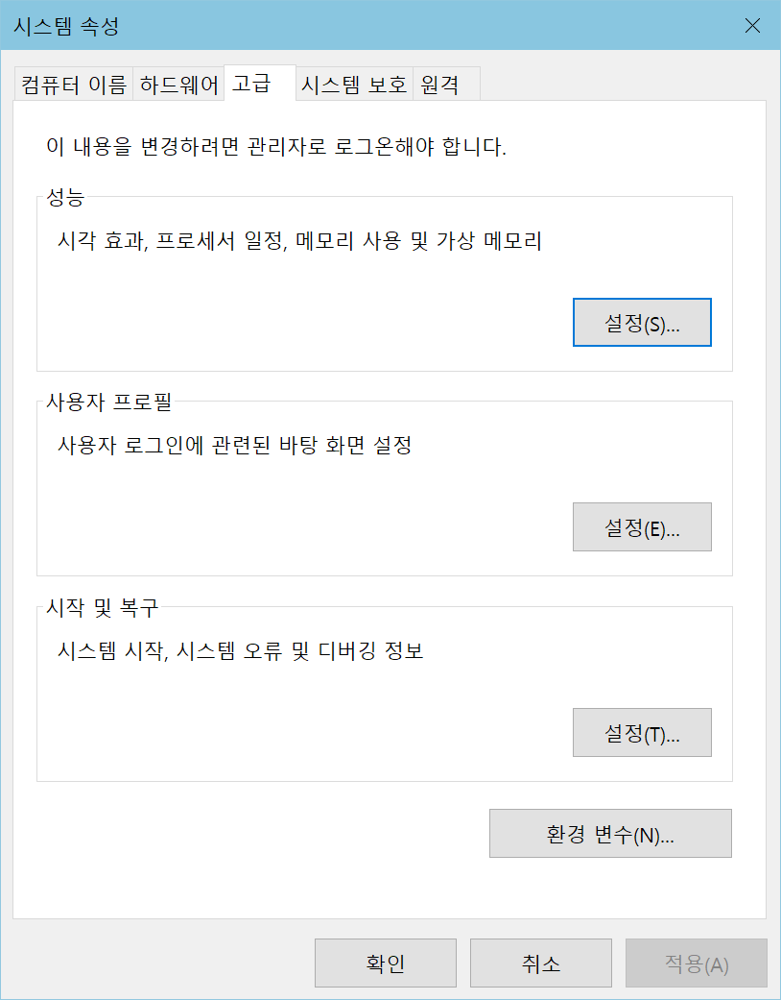 시스템 속성
컴퓨터 이름 하드웨어 고급 시스템 보호 원격
이 내용을 변경하려면 관리자로 로그온해야 합니다.
성능
시각 효과, 프로세서 일정, 메모리 사용 및 가상 메모리
설정(S)...
사용자 프로필
사용자 로그인에 관련된 바탕 화면 설정
설정(E)...
시작 및 복구
시스템 시작, 시스템 오류 및 디버깅 정보
설정(T)...
환경 변수(N)...
확인 취소 적용(A)